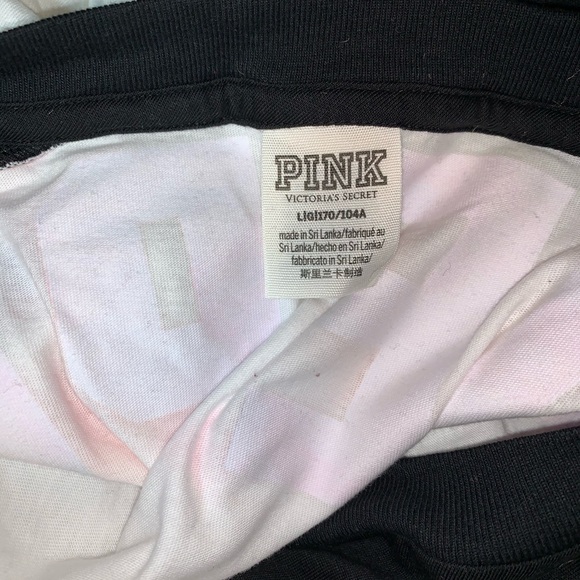 PINK
VICTORIA'S SECRET
L|G|170/104A
made in Sri Lanka/fabriqué au
Sri Lanka/hecho en Sri Lanka/
fabbricato in Sri Lanka/
斯里兰卡制造